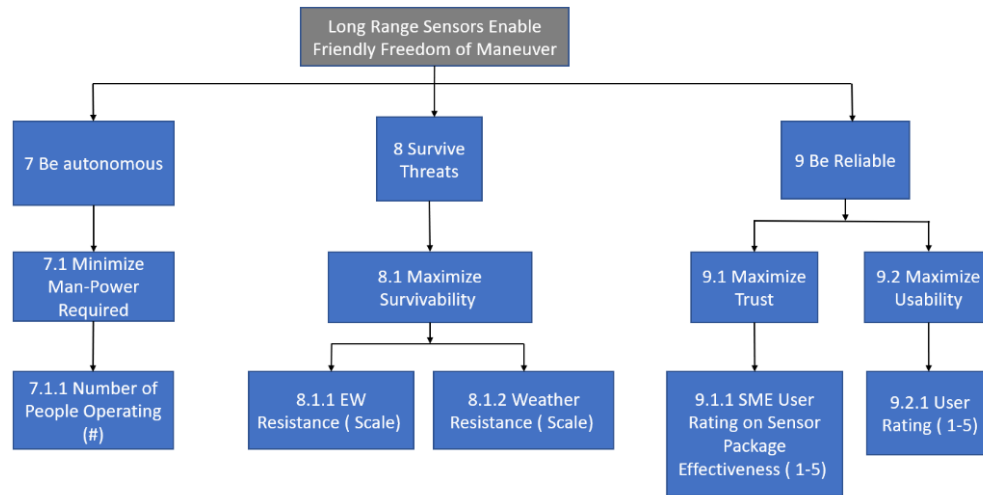 Long Range Sensors Enable
Friendly Freedom of Maneuver
7 Be autonomous
8 Survive
Threats
9 Be Reliable
7.1 Minimize
Man-Power
Required
8.1 Maximize
Survivability
9.1 Maximize
Trust
9.2 Maximize
Usability
7.1.1 Number of
People Operating
(#)
8.1.1 EW
Resistance ( Scale)
8.1.2 Weather
Resistance ( Scale)
9.1.1 SME User
Rating on Sensor
Package
Effectiveness ( 1-5)
9.2.1 User
Rating ( 1-5)